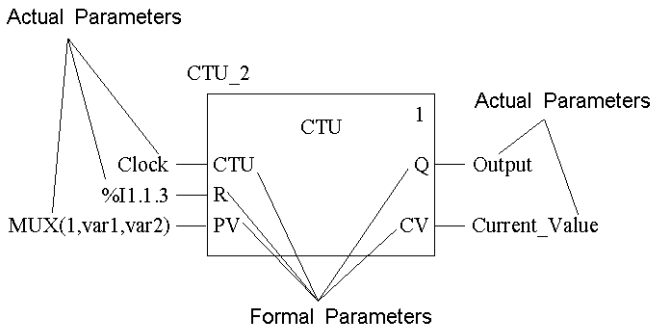 Actual Parameters
CTU_2
Actual Parameters
1
CTU
Clock CTU Q Output
%I1.1.3 R
MUX(1,var1,var2) PV CV Current_Value
Formal Parameters